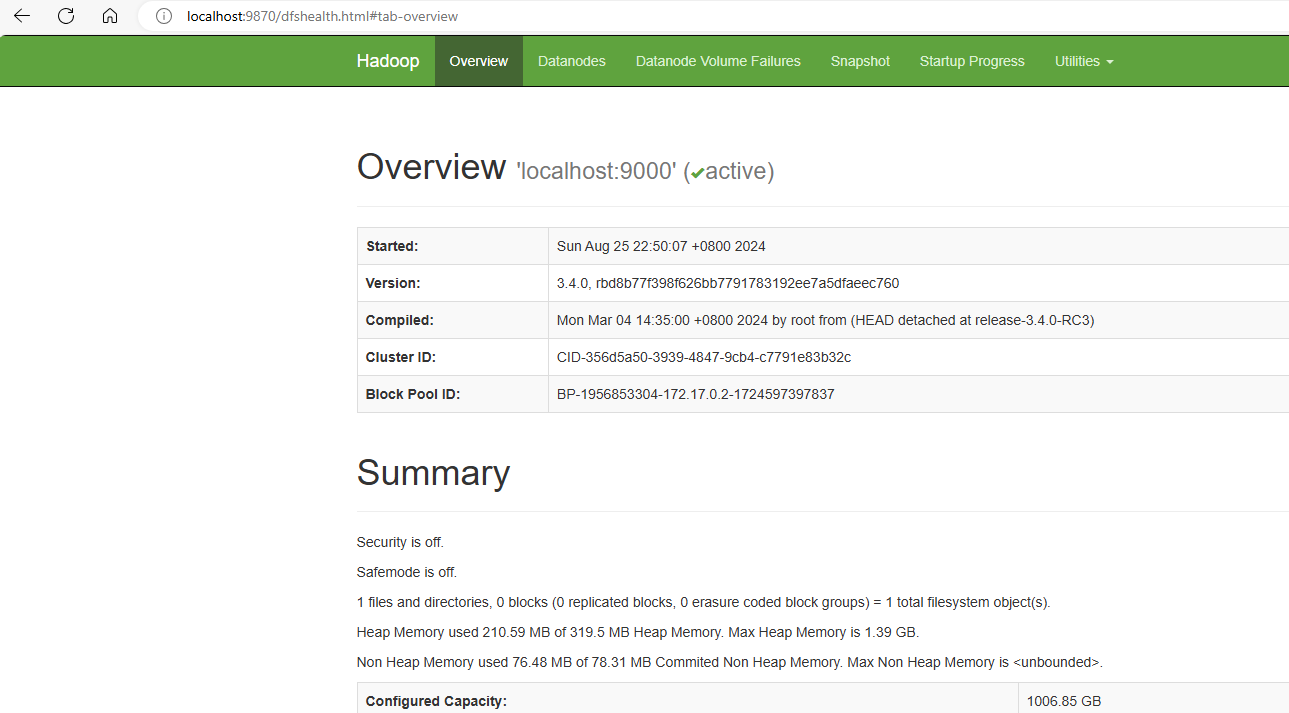 localhost:9870/dfshealth.html#tab-overview
Hadoop Overview Datanodes Datanode Volume Failures Snapshot Startup Progress Utilities
Overview 'localhost:9000' (✔active)
Started: Sun Aug 25 22:50:07 +0800 2024
Version: 3.4.0, rbd8b77f398f626bb7791783192ee7a5dfaeec760
Compiled: Mon Mar 04 14:35:00 +0800 2024 by root from (HEAD detached at release-3.4.0-RC3)
Cluster ID: CID-356d5a50-3939-4847-9cb4-c7791e83b32c
Block Pool ID: BP-1956853304-172.17.0.2-1724597397837
Summary
Security is off.
Safemode is off.
1 files and directories, 0 blocks (0 replicated blocks, 0 erasure coded block groups) = 1 total filesystem object(s).
Heap Memory used 210.59 MB of 319.5 MB Heap Memory. Max Heap Memory is 1.39 GB.
Non Heap Memory used 76.48 MB of 78.31 MB Commited Non Heap Memory. Max Non Heap Memory is <unbounded>.
Configured Capacity: 1006.85 GB